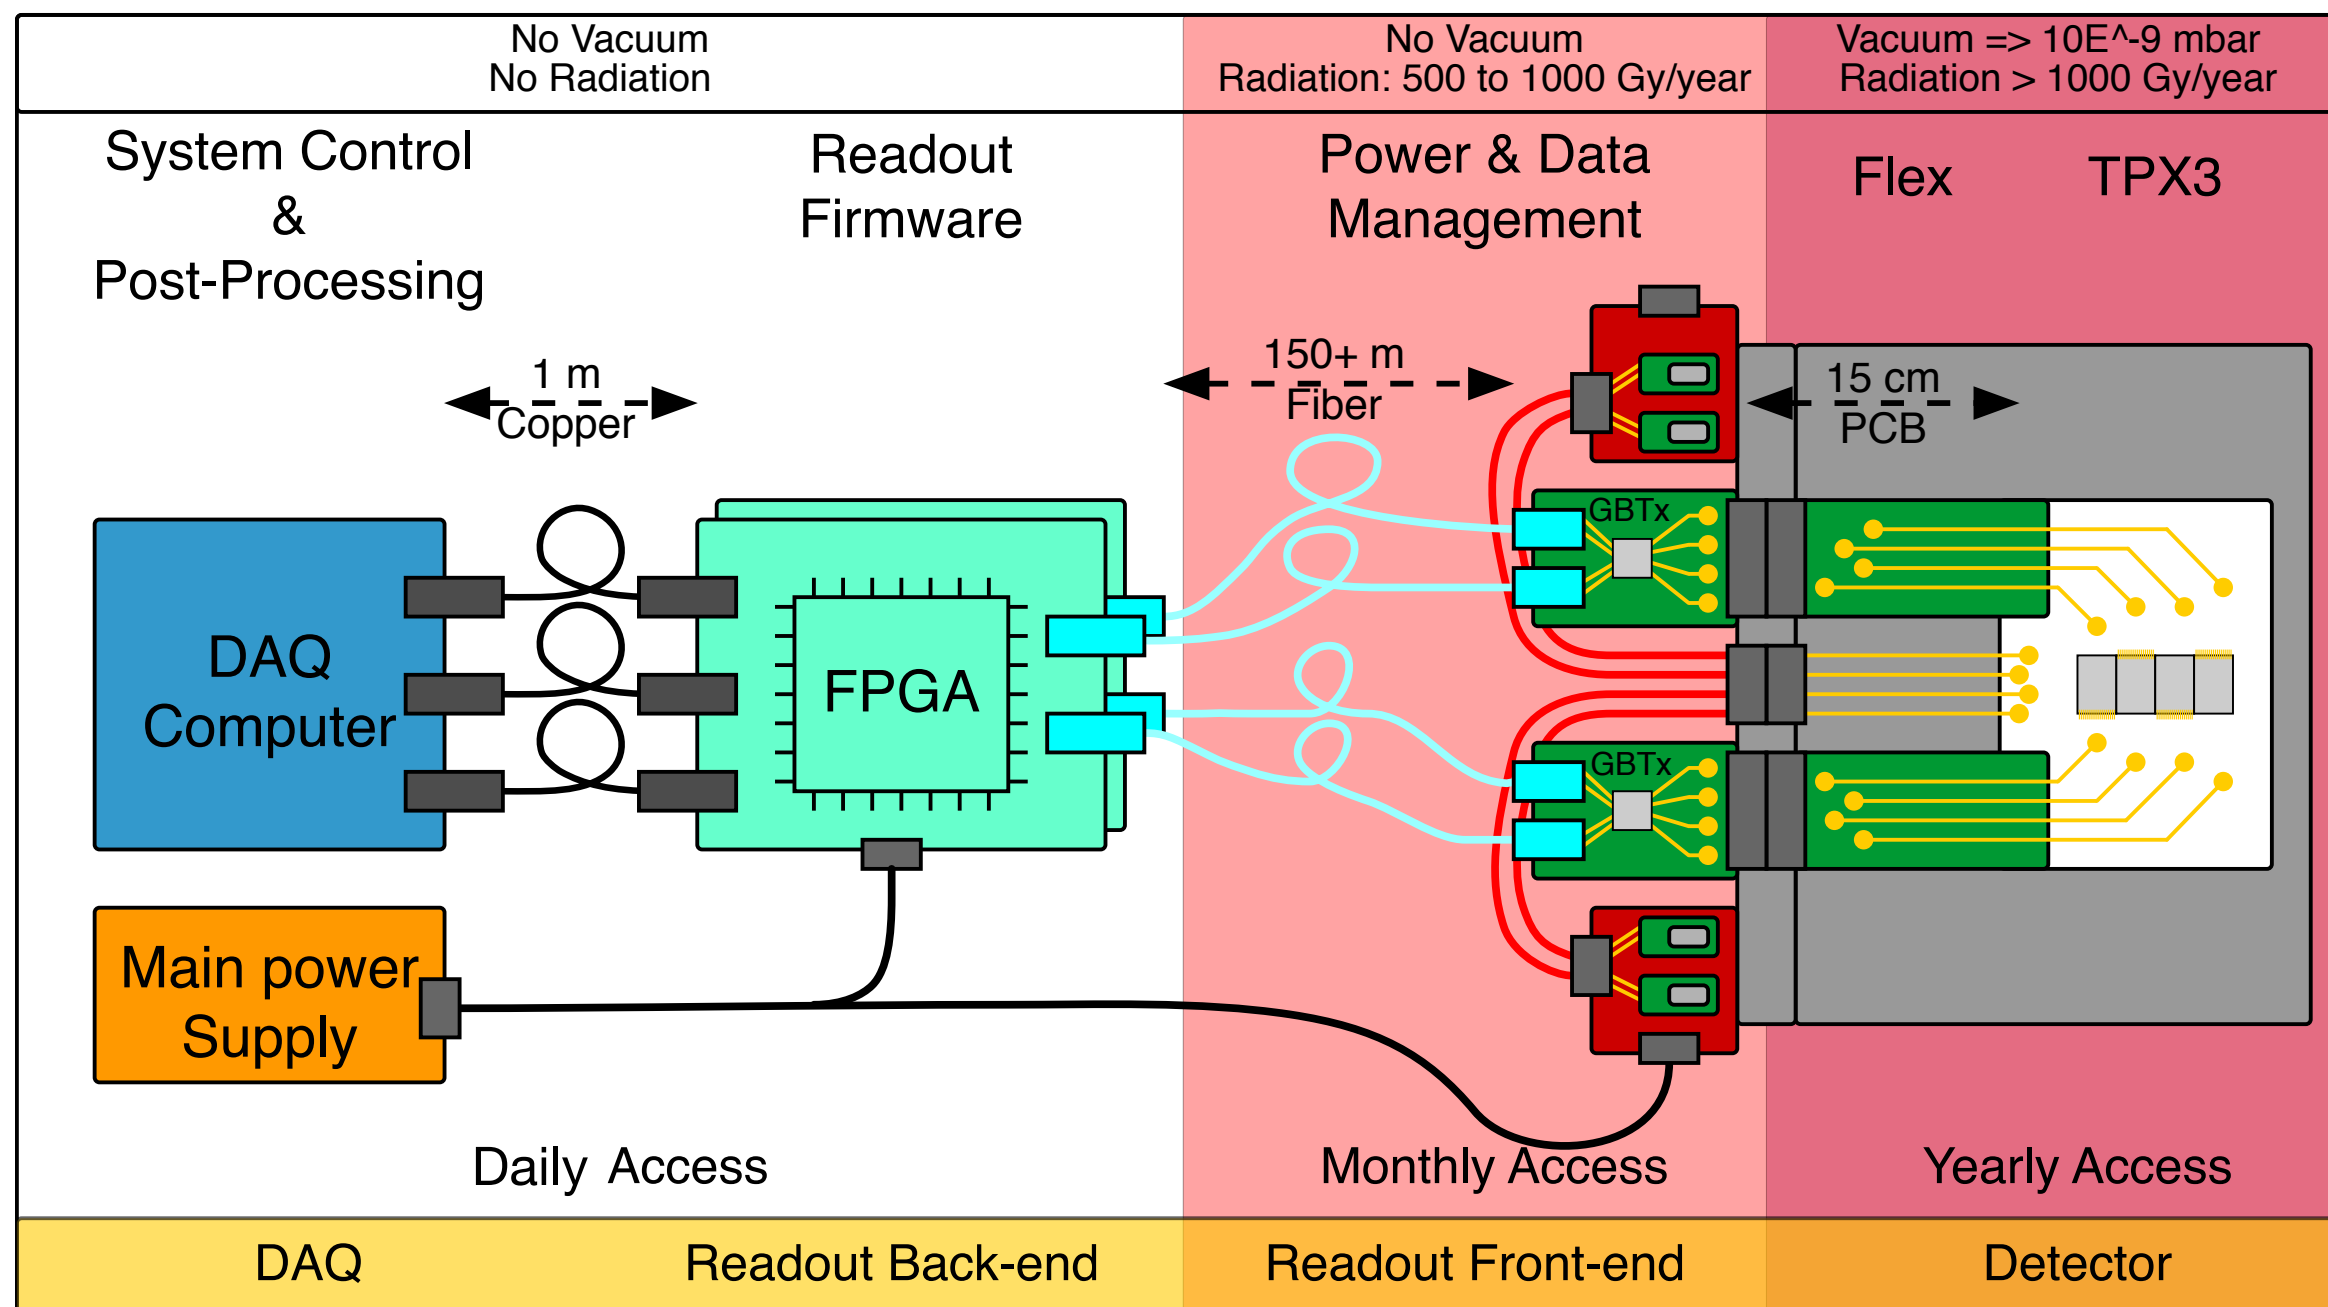 No Vacuum
No Radiation
No Vacuum
Radiation: 500 to 1000 Gy/year
Vacuum => 10E^-9 mbar
Radiation > 1000 Gy/year
System Control
&
Post-Processing
Readout
Firmware
Power & Data
Management
Flex
TPX3
1 m
Copper
150+ m
Fiber
15 cm
PCB
DAQ
Computer
FPGA
GBTx
GBTx
Main power
Supply
Daily Access
Monthly Access
Yearly Access
DAQ
Readout Back-end
Readout Front-end
Detector